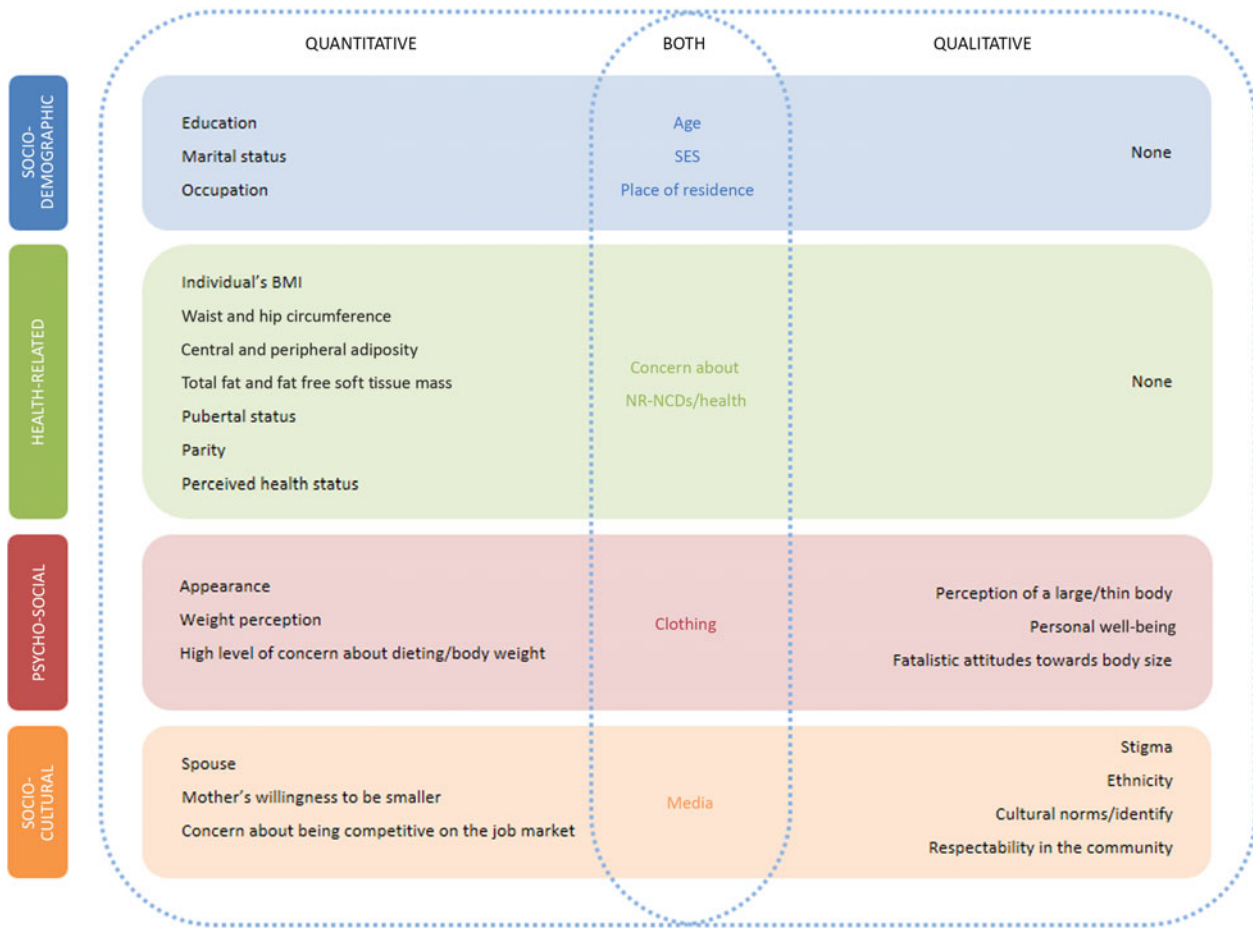 QUANTITATIVE
BOTH
QUALITATIVE
SOCIO-
DEMOGRAPHIC
Education
Marital status
Occupation
Age
SES
Place of residence
None
HEALTH-RELATED
Individual's BMI
Waist and hip circumference
Central and peripheral adiposity
Total fat and fat free soft tissue mass
Pubertal status
Parity
Perceived health status
Concern about
NR-NCDs/health
None
PSYCHO-SOCIAL
Appearance
Weight perception
High level of concern about dieting/body weight
Clothing
Perception of a large/thin body
Personal well-being
Fatalistic attitudes towards body size
SOCIO-
CULTURAL
Spouse
Mother's willingness to be smaller
Concern about being competitive on the job market
Media
Stigma
Ethnicity
Cultural norms/identify
Respectability in the community